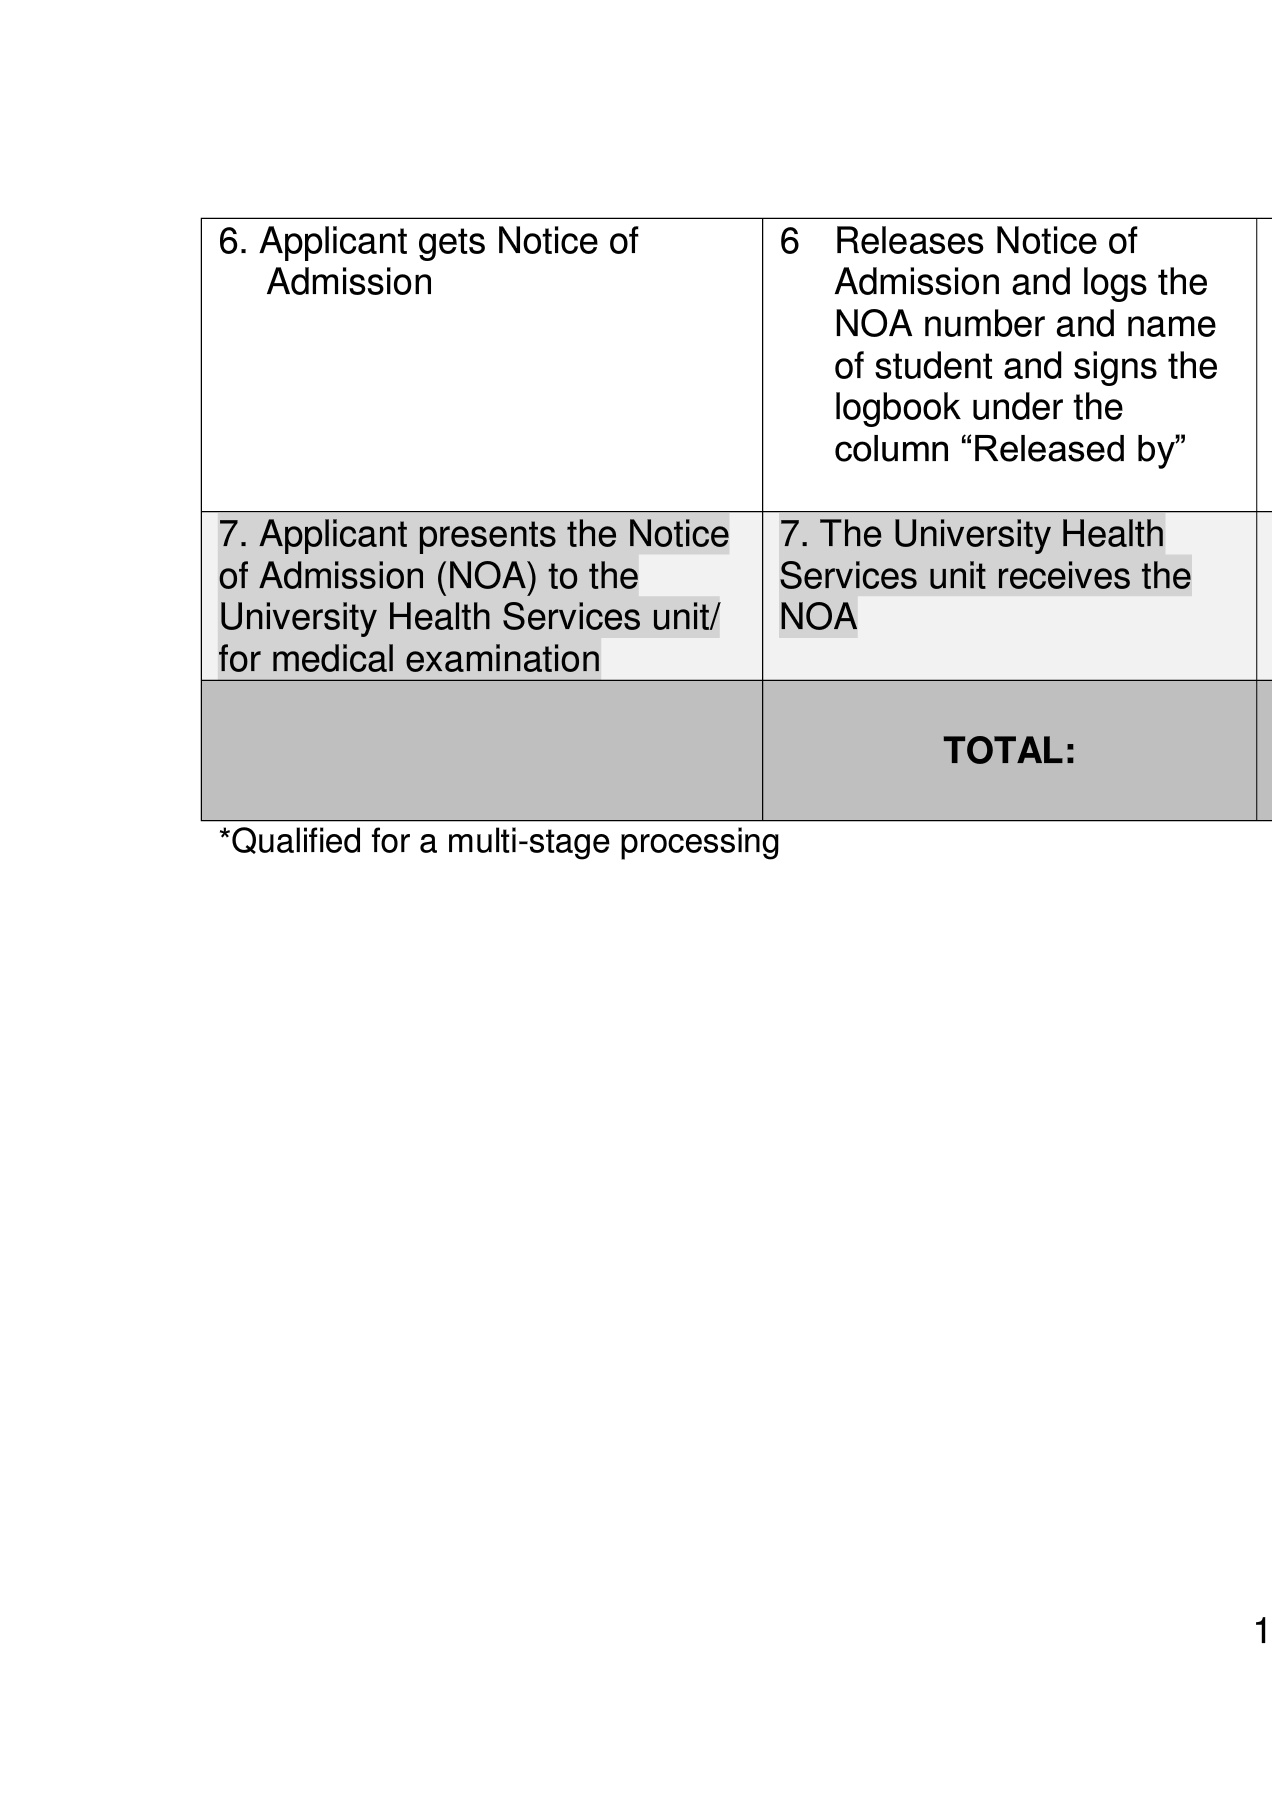 6. Applicant gets Notice of
Admission
6 Releases Notice of
Admission and logs the
NOA number and name
of student and signs the
logbook under the
column “Released by”
7. Applicant presents the Notice
of Admission (NOA) to the
University Health Services unit/
for medical examination
7. The University Health
Services unit receives the
NOA
TOTAL:
*Qualified for a multi-stage processing
1